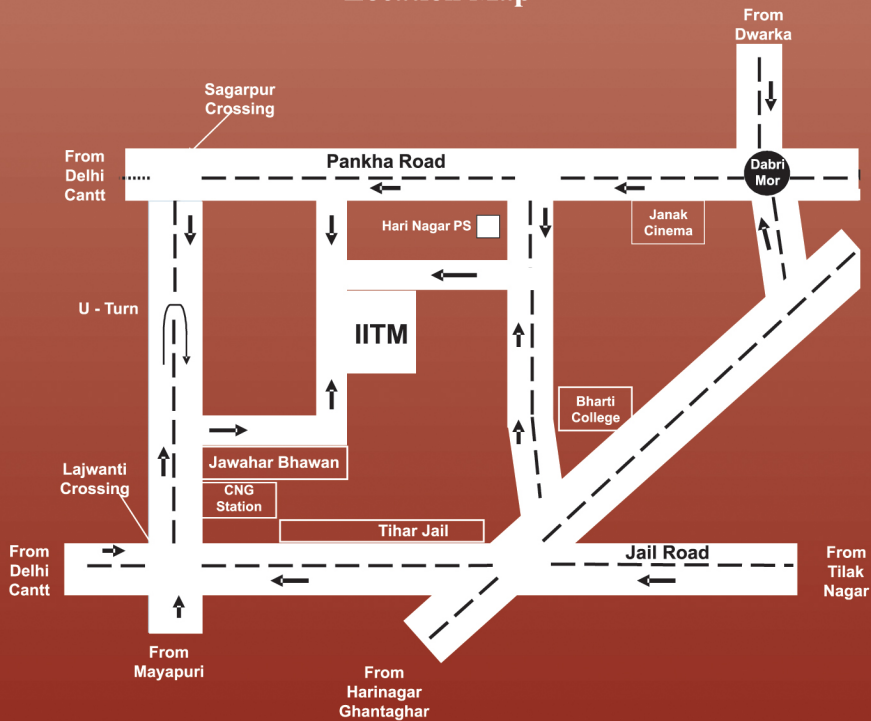 From
Dwarka
Sagarpur
Crossing
From
Delhi
Cantt
Pankha Road
Dabri
Mor
Hari Nagar PS
Janak
Cinema
U - Turn
IITM
Bharti
College
Jawahar Bhawan
Lajwanti
Crossing
CNG
Station
Tihar Jail
From
Delhi
Cantt
Jail Road
From
Tilak
Nagar
From
Mayapuri
From
Harinagar
Ghantaghar